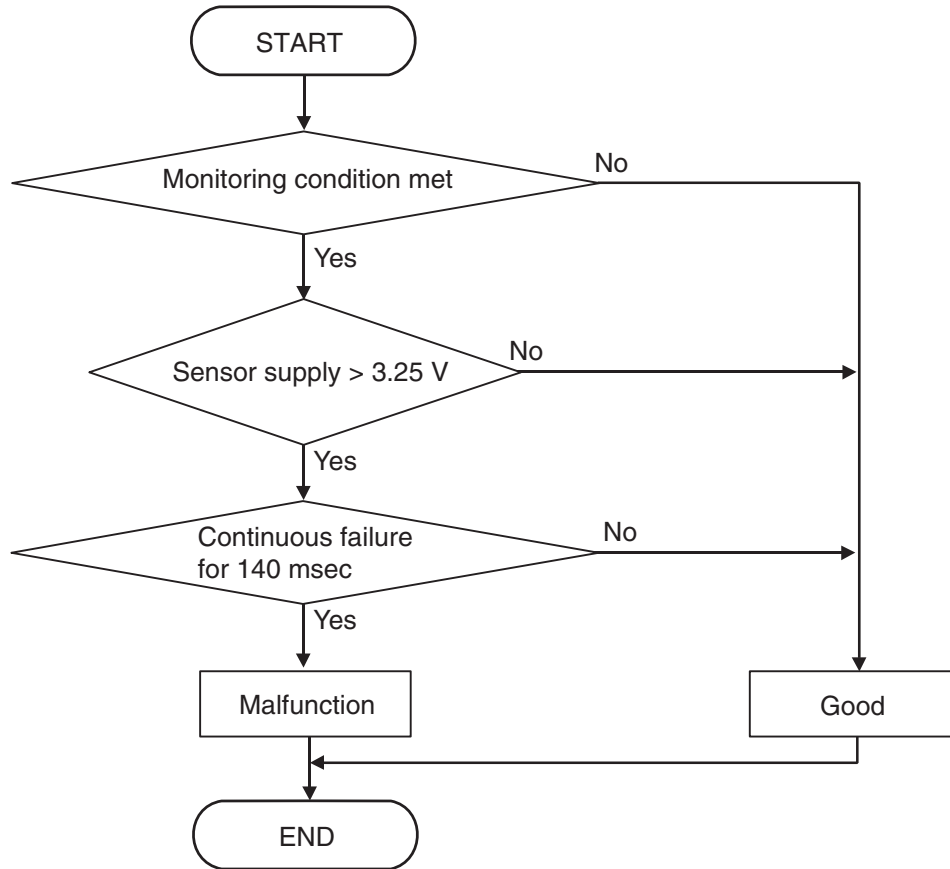 START
Monitoring condition met
No
Yes
Sensor supply > 3.25 V
No
Yes
Continuous failure
for 140 msec
No
Yes
Malfunction
Good
END